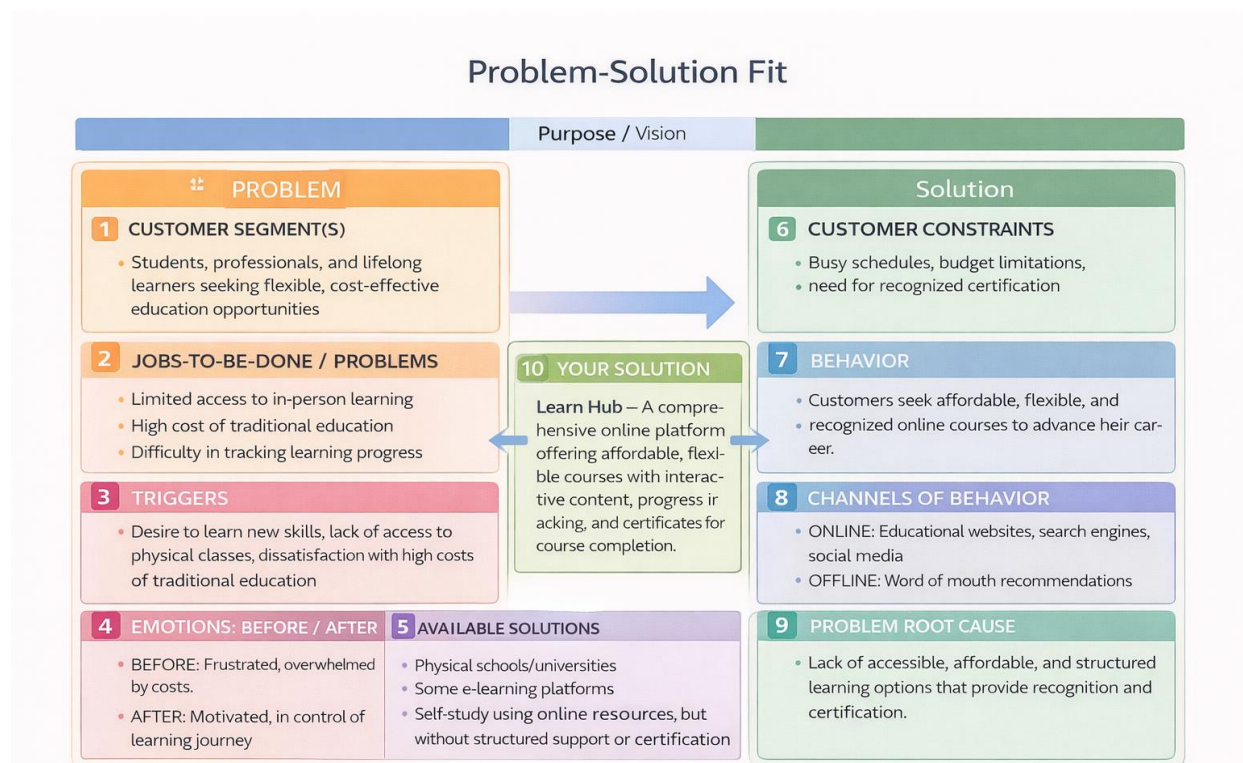 Problem-Solution Fit
Purpose / Vision
PROBLEM
1 CUSTOMER SEGMENT(S)
• Students, professionals, and lifelong
learners seeking flexible, cost-effective
education opportunities
2 JOBS-TO-BE-DONE / PROBLEMS
• Limited access to in-person learning
• High cost of traditional education
• Difficulty in tracking learning progress
3 TRIGGERS
• Desire to learn new skills, lack of access to
physical classes, dissatisfaction with high costs
of traditional education
4 EMOTIONS: BEFORE / AFTER
• BEFORE: Frustrated, overwhelmed
by costs.
• AFTER: Motivated, in control of
learning journey
5 AVAILABLE SOLUTIONS
• Physical schools/universities
• Some e-learning platforms
• Self-study using online resources, but
without structured support or certification
10 YOUR SOLUTION
Learn Hub – A compre-
hensive online platform
offering affordable, flexi-
ble courses with interac-
tive content, progress ir
acking, and certificates for
course completion.
Solution
6 CUSTOMER CONSTRAINTS
• Busy schedules, budget limitations,
• need for recognized certification
7 BEHAVIOR
• Customers seek affordable, flexible, and
• recognized online courses to advance heir car-
eer.
8 CHANNELS OF BEHAVIOR
• ONLINE: Educational websites, search engines,
social media
• OFFLINE: Word of mouth recommendations
9 PROBLEM ROOT CAUSE
• Lack of accessible, affordable, and structured
learning options that provide recognition and
certification.